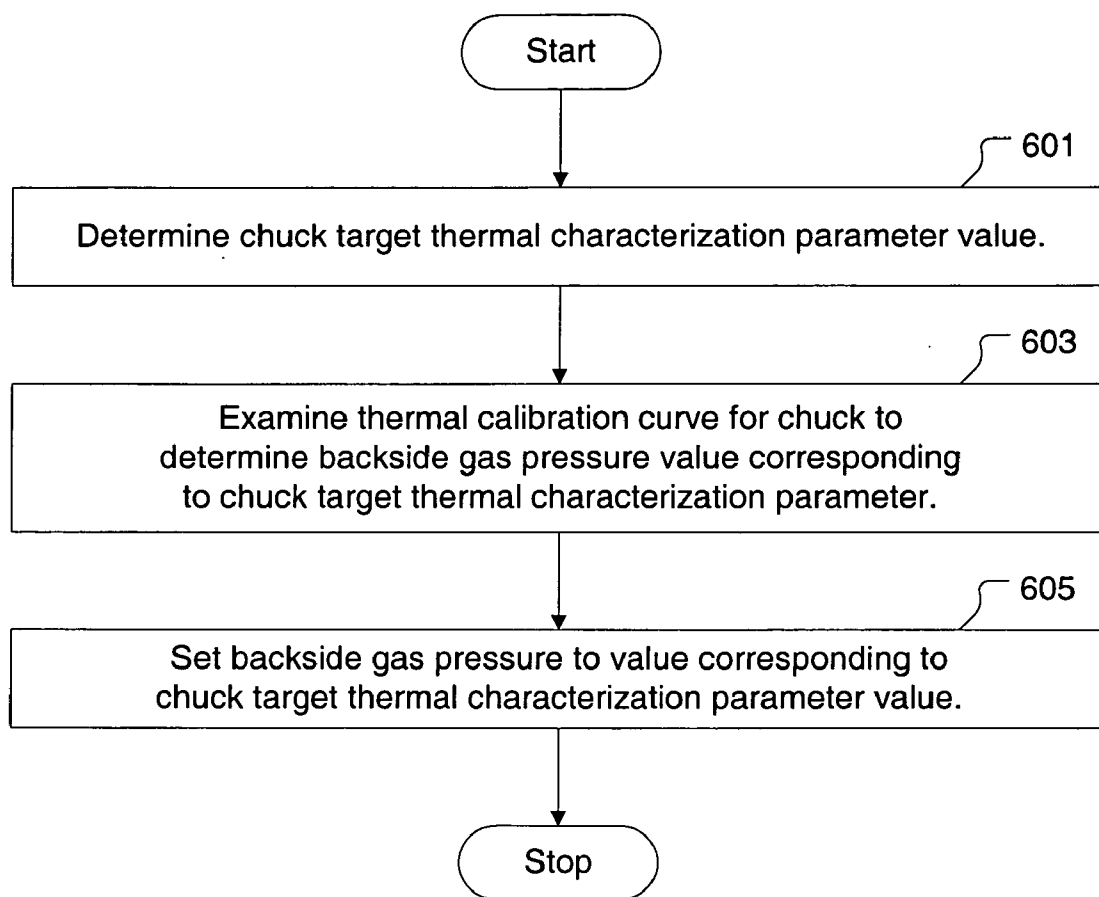 Start
601
Determine chuck target thermal characterization parameter value.
603
Examine thermal calibration curve for chuck to
determine backside gas pressure value corresponding
to chuck target thermal characterization parameter.
605
Set backside gas pressure to value corresponding to
chuck target thermal characterization parameter value.
Stop